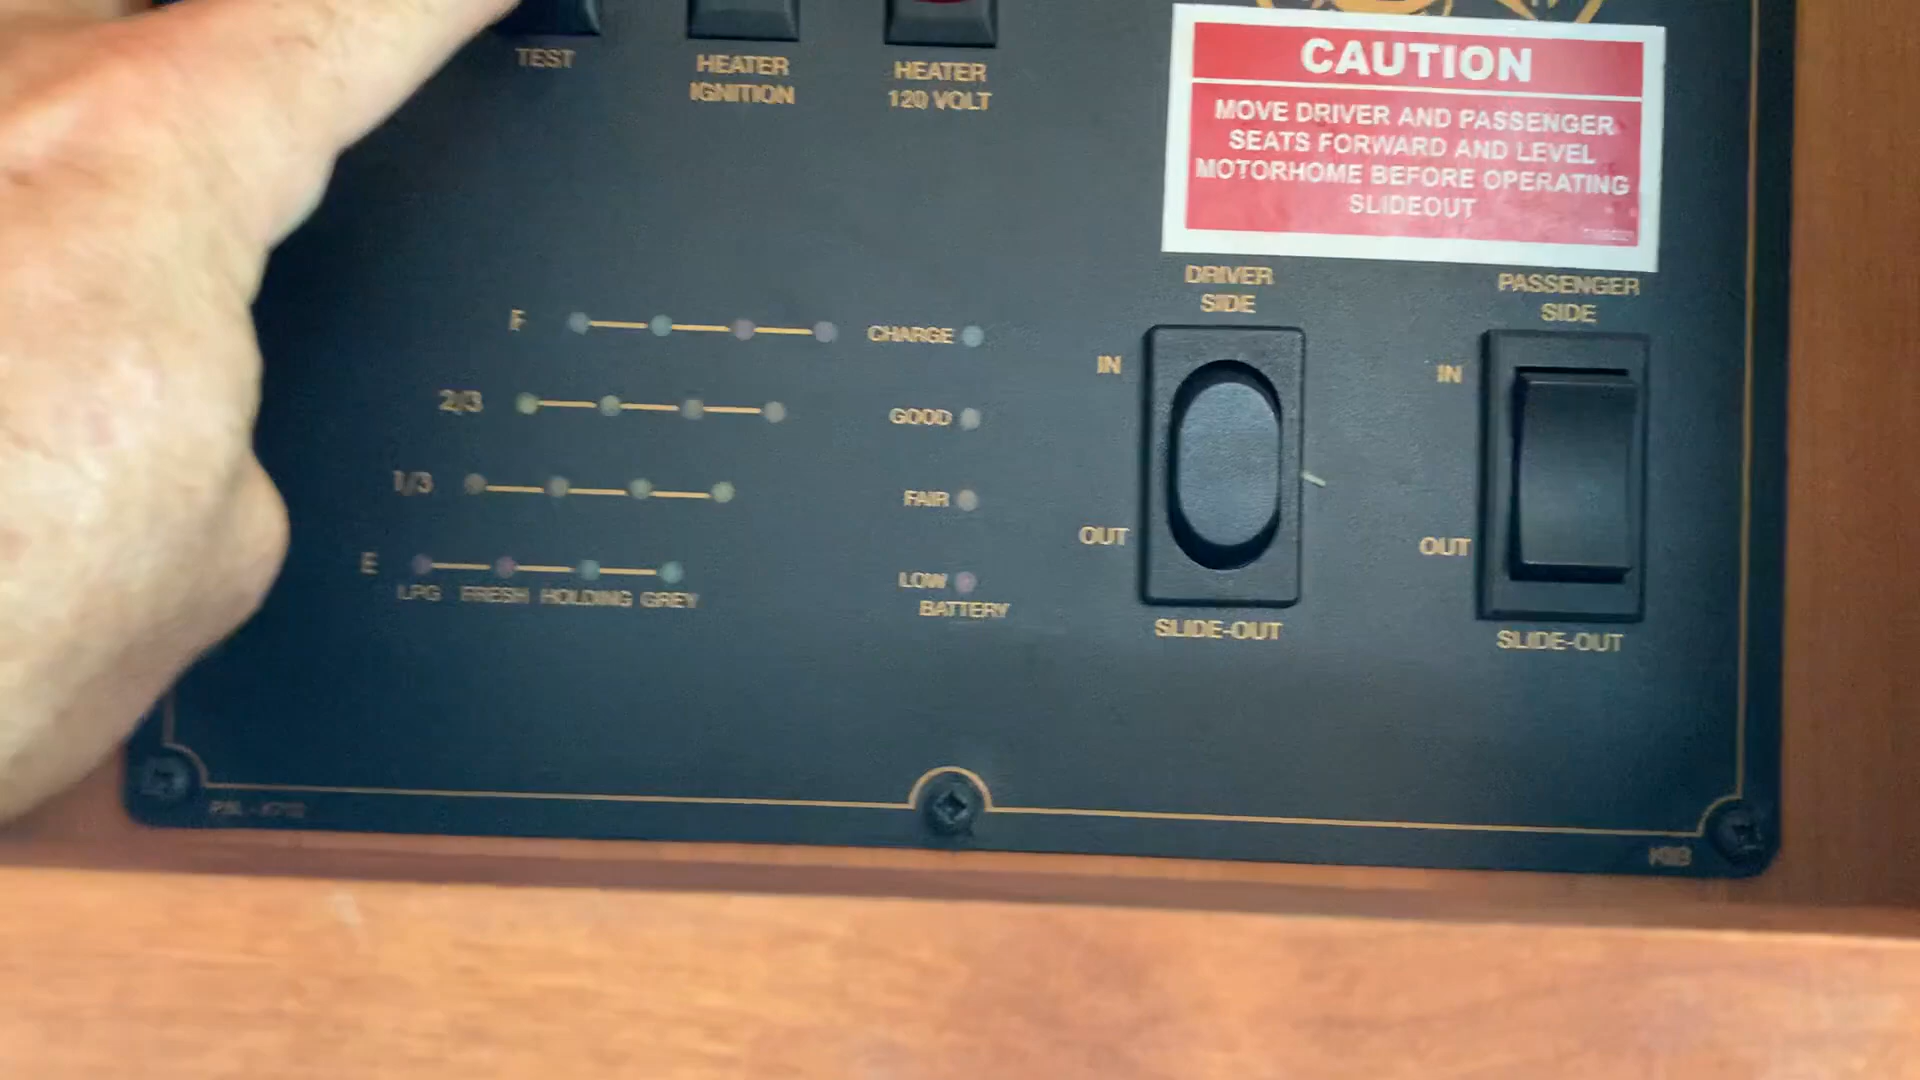 TEST
HEATER
IGNITION
HEATER
120 VOLT
CAUTION
MOVE DRIVER AND PASSENGER
SEATS FORWARD AND LEVEL
MOTORHOME BEFORE OPERATING
SLIDEOUT
F
2/3
1/3
E
LPG FRESH HOLDING GREY
CHARGE
GOOD
FAIR
LOW
BATTERY
DRIVER
SIDE
IN
OUT
SLIDE-OUT
PASSENGER
SIDE
IN
OUT
SLIDE-OUT
KIB